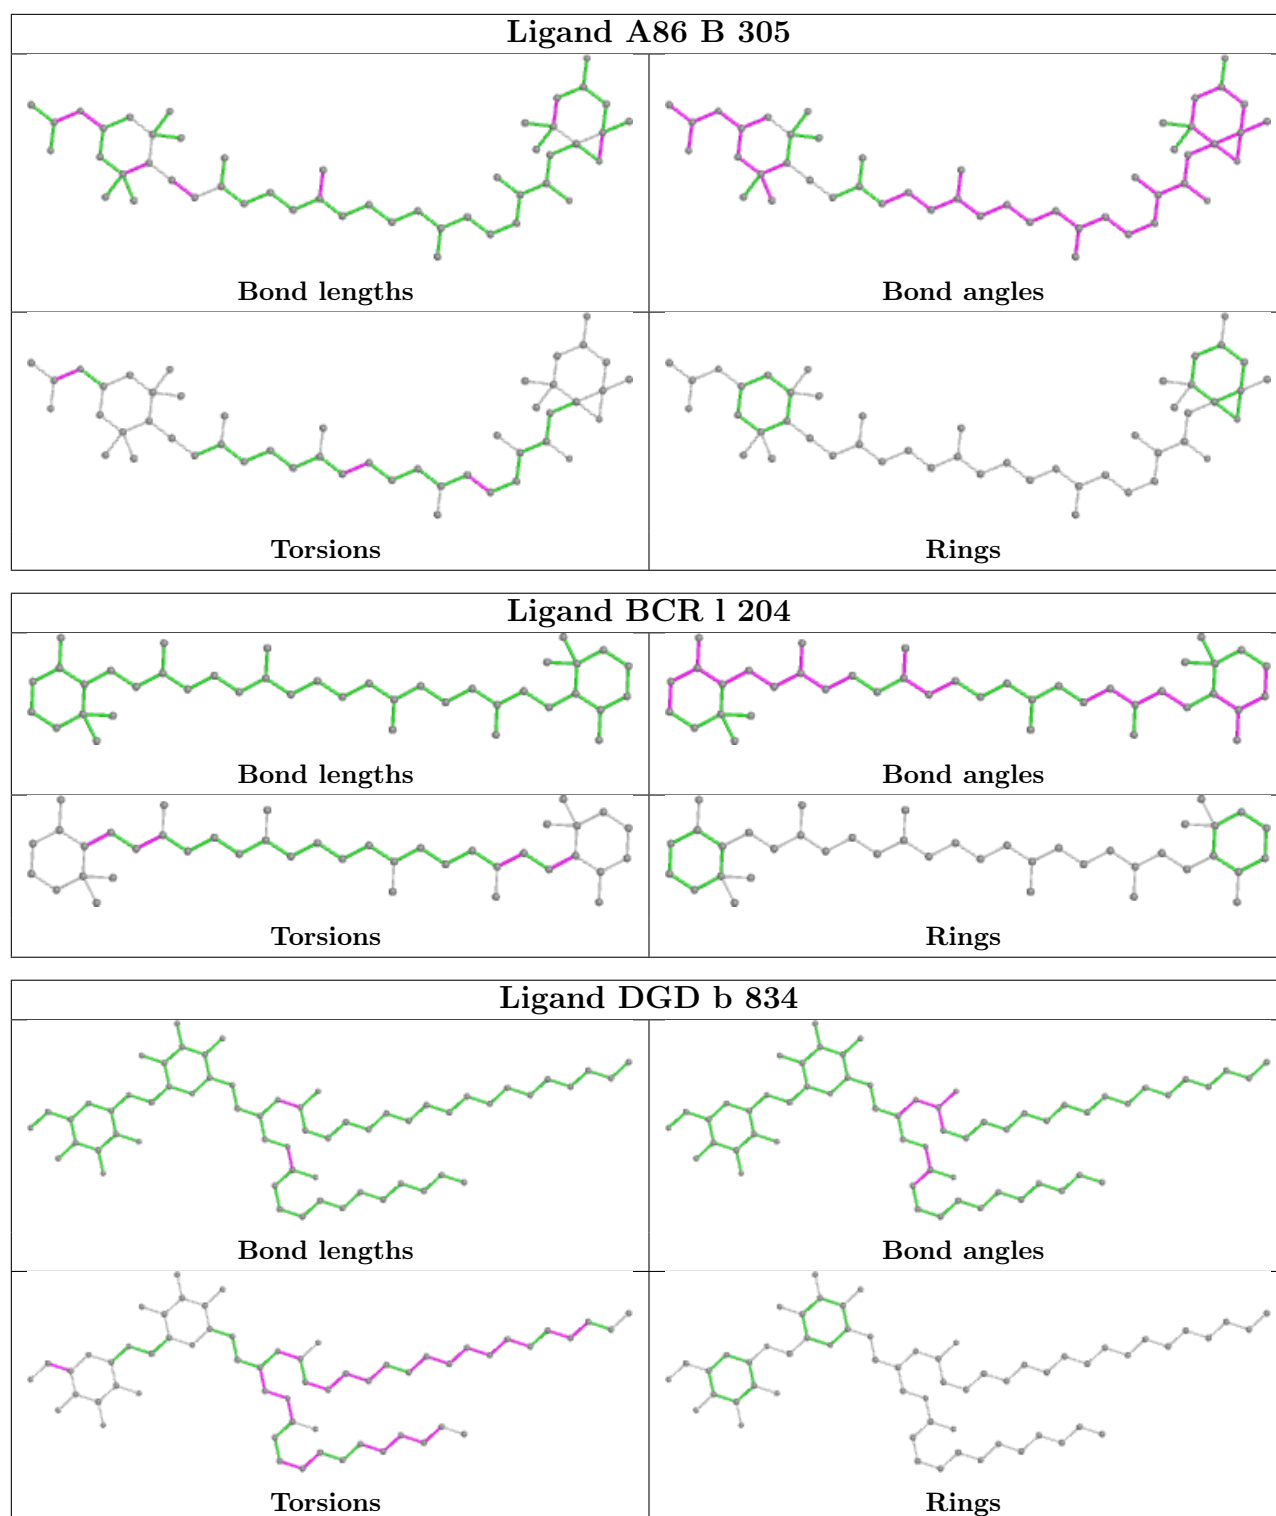 Ligand A86 B 305
Bond lengths
Bond angles
Torsions
Rings
Ligand BCR l 204
Bond lengths
Bond angles
Torsions
Rings
Ligand DGD b 834
Bond lengths
Bond angles
Torsions
Rings